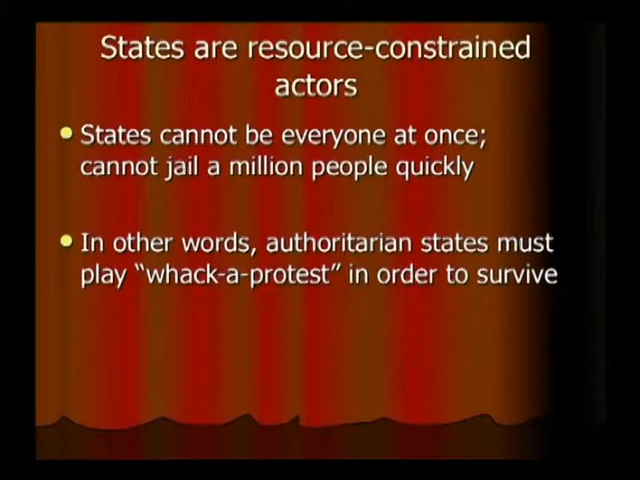 States are resource-constrained
actors
States cannot be everyone at once;
cannot jail a million people quickly
In other words, authoritarian states must
play “whack-a-protest” in order to survive